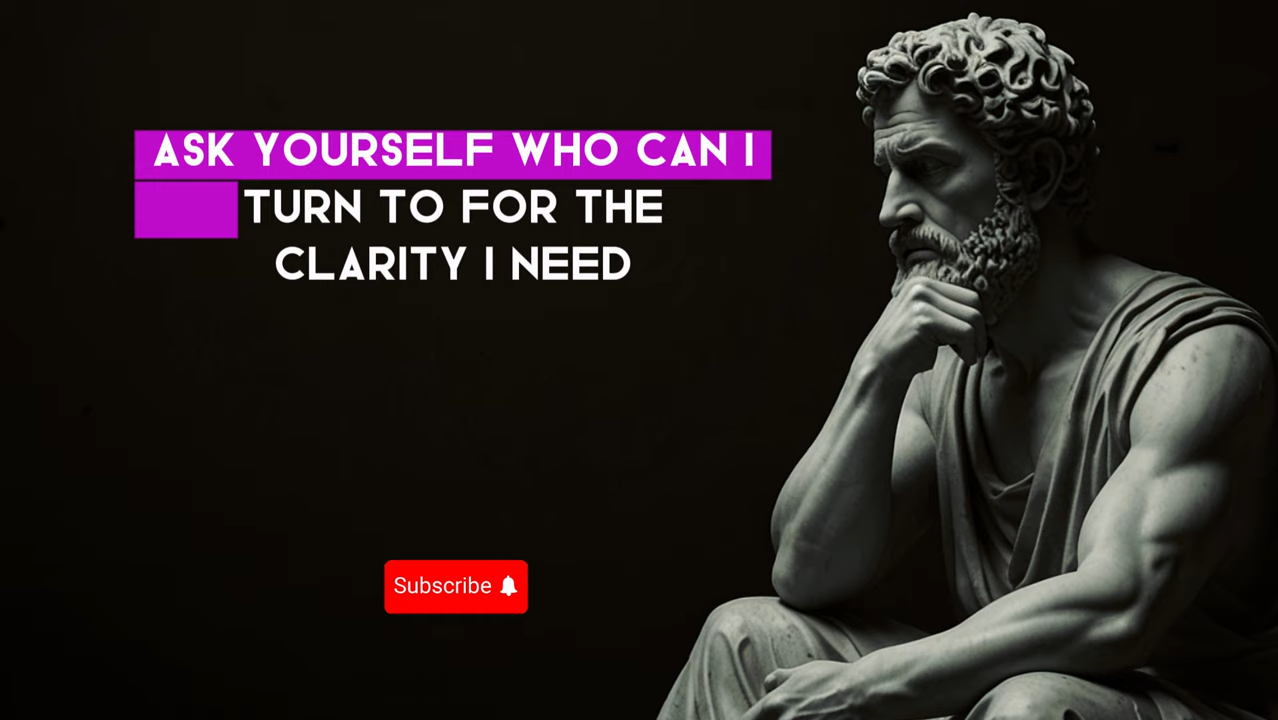 ASK YOURSELF WHO CAN I
TURN TO FOR THE
CLARITY I NEED
Subscribe